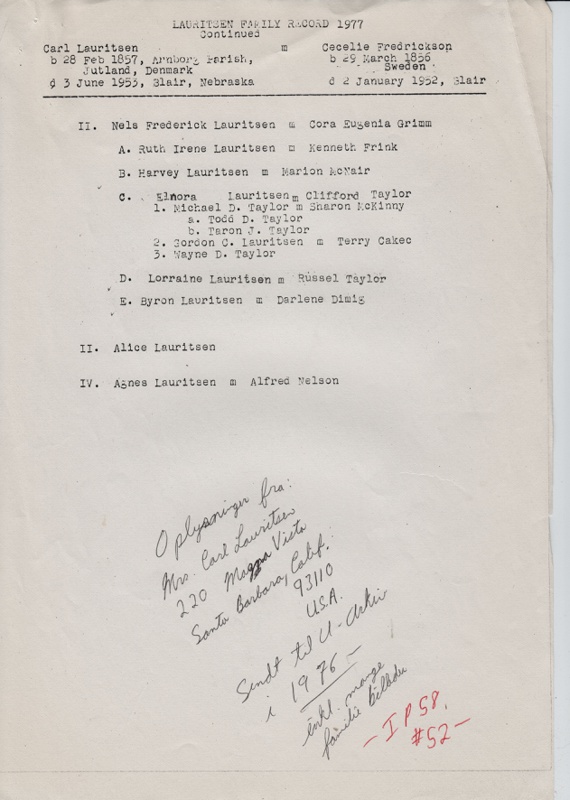 LAURITSEN FAMILY RECORD 1977
Continued
Carl Lauritsen m Cecelie Fredrickson
b 28 Feb 1857, Arnborg Parish, b 29 March 1856
Jutland, Denmark Sweden
d 3 June 1953, Blair, Nebraska d 2 January 1952, Blair
II. Nels Frederick Lauritsen m Cora Eugenia Grimm
A. Ruth Irene Lauritsen m Kenneth Frink
B. Harvey Lauritsen m Marion McNair
C. Elnora Lauritsen m Clifford Taylor
1. Michael D. Taylor m Sharon McKinny
a. Todd D. Taylor
b. Taron J. Taylor
2. Gordon C. Lauritsen m Terry Cakec
3. Wayne D. Taylor
D. Lorraine Lauritsen m Russel Taylor
E. Byron Lauritsen m Darlene Dimig
II. Alice Lauritsen
IV. Agnes Lauritsen m Alfred Nelson
Oplysninger fra:
Mrs. Carl Lauritsen
220 Magna Vista
Santa Barbara, Calif.
93110
U.S.A.
Sendt til U-Arkiv
i 1976 —
inkl. mange
familie billeder
— I P 58.
#52 —